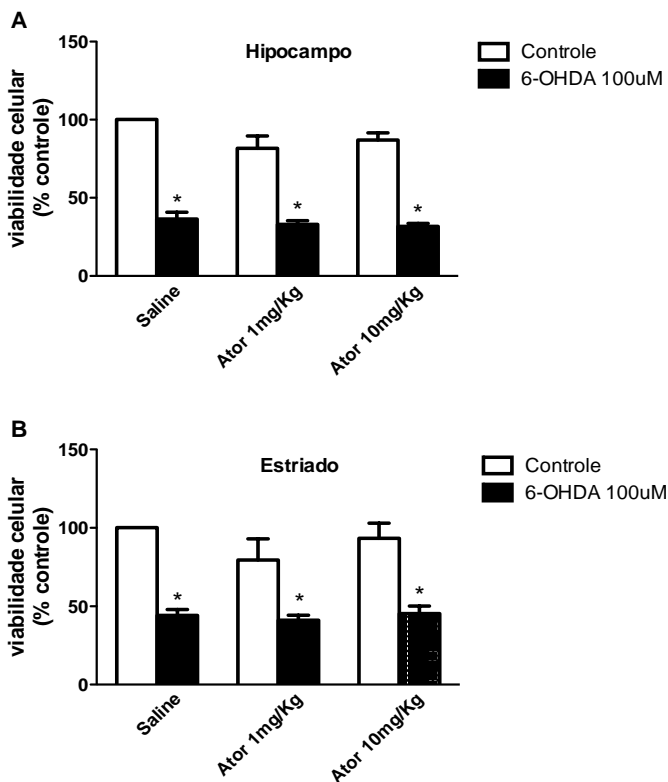 A
Hipocampo
Controle
6-OHDA 100uM
viabilidade celular
(% controle)
150
100
50
0
*
*
*
Saline
Ator 1mg/Kg
Ator 10mg/Kg
B
Estriado
Controle
6-OHDA 100uM
viabilidade celular
(% controle)
150
100
50
0
*
*
*
Saline
Ator 1mg/Kg
Ator 10mg/Kg